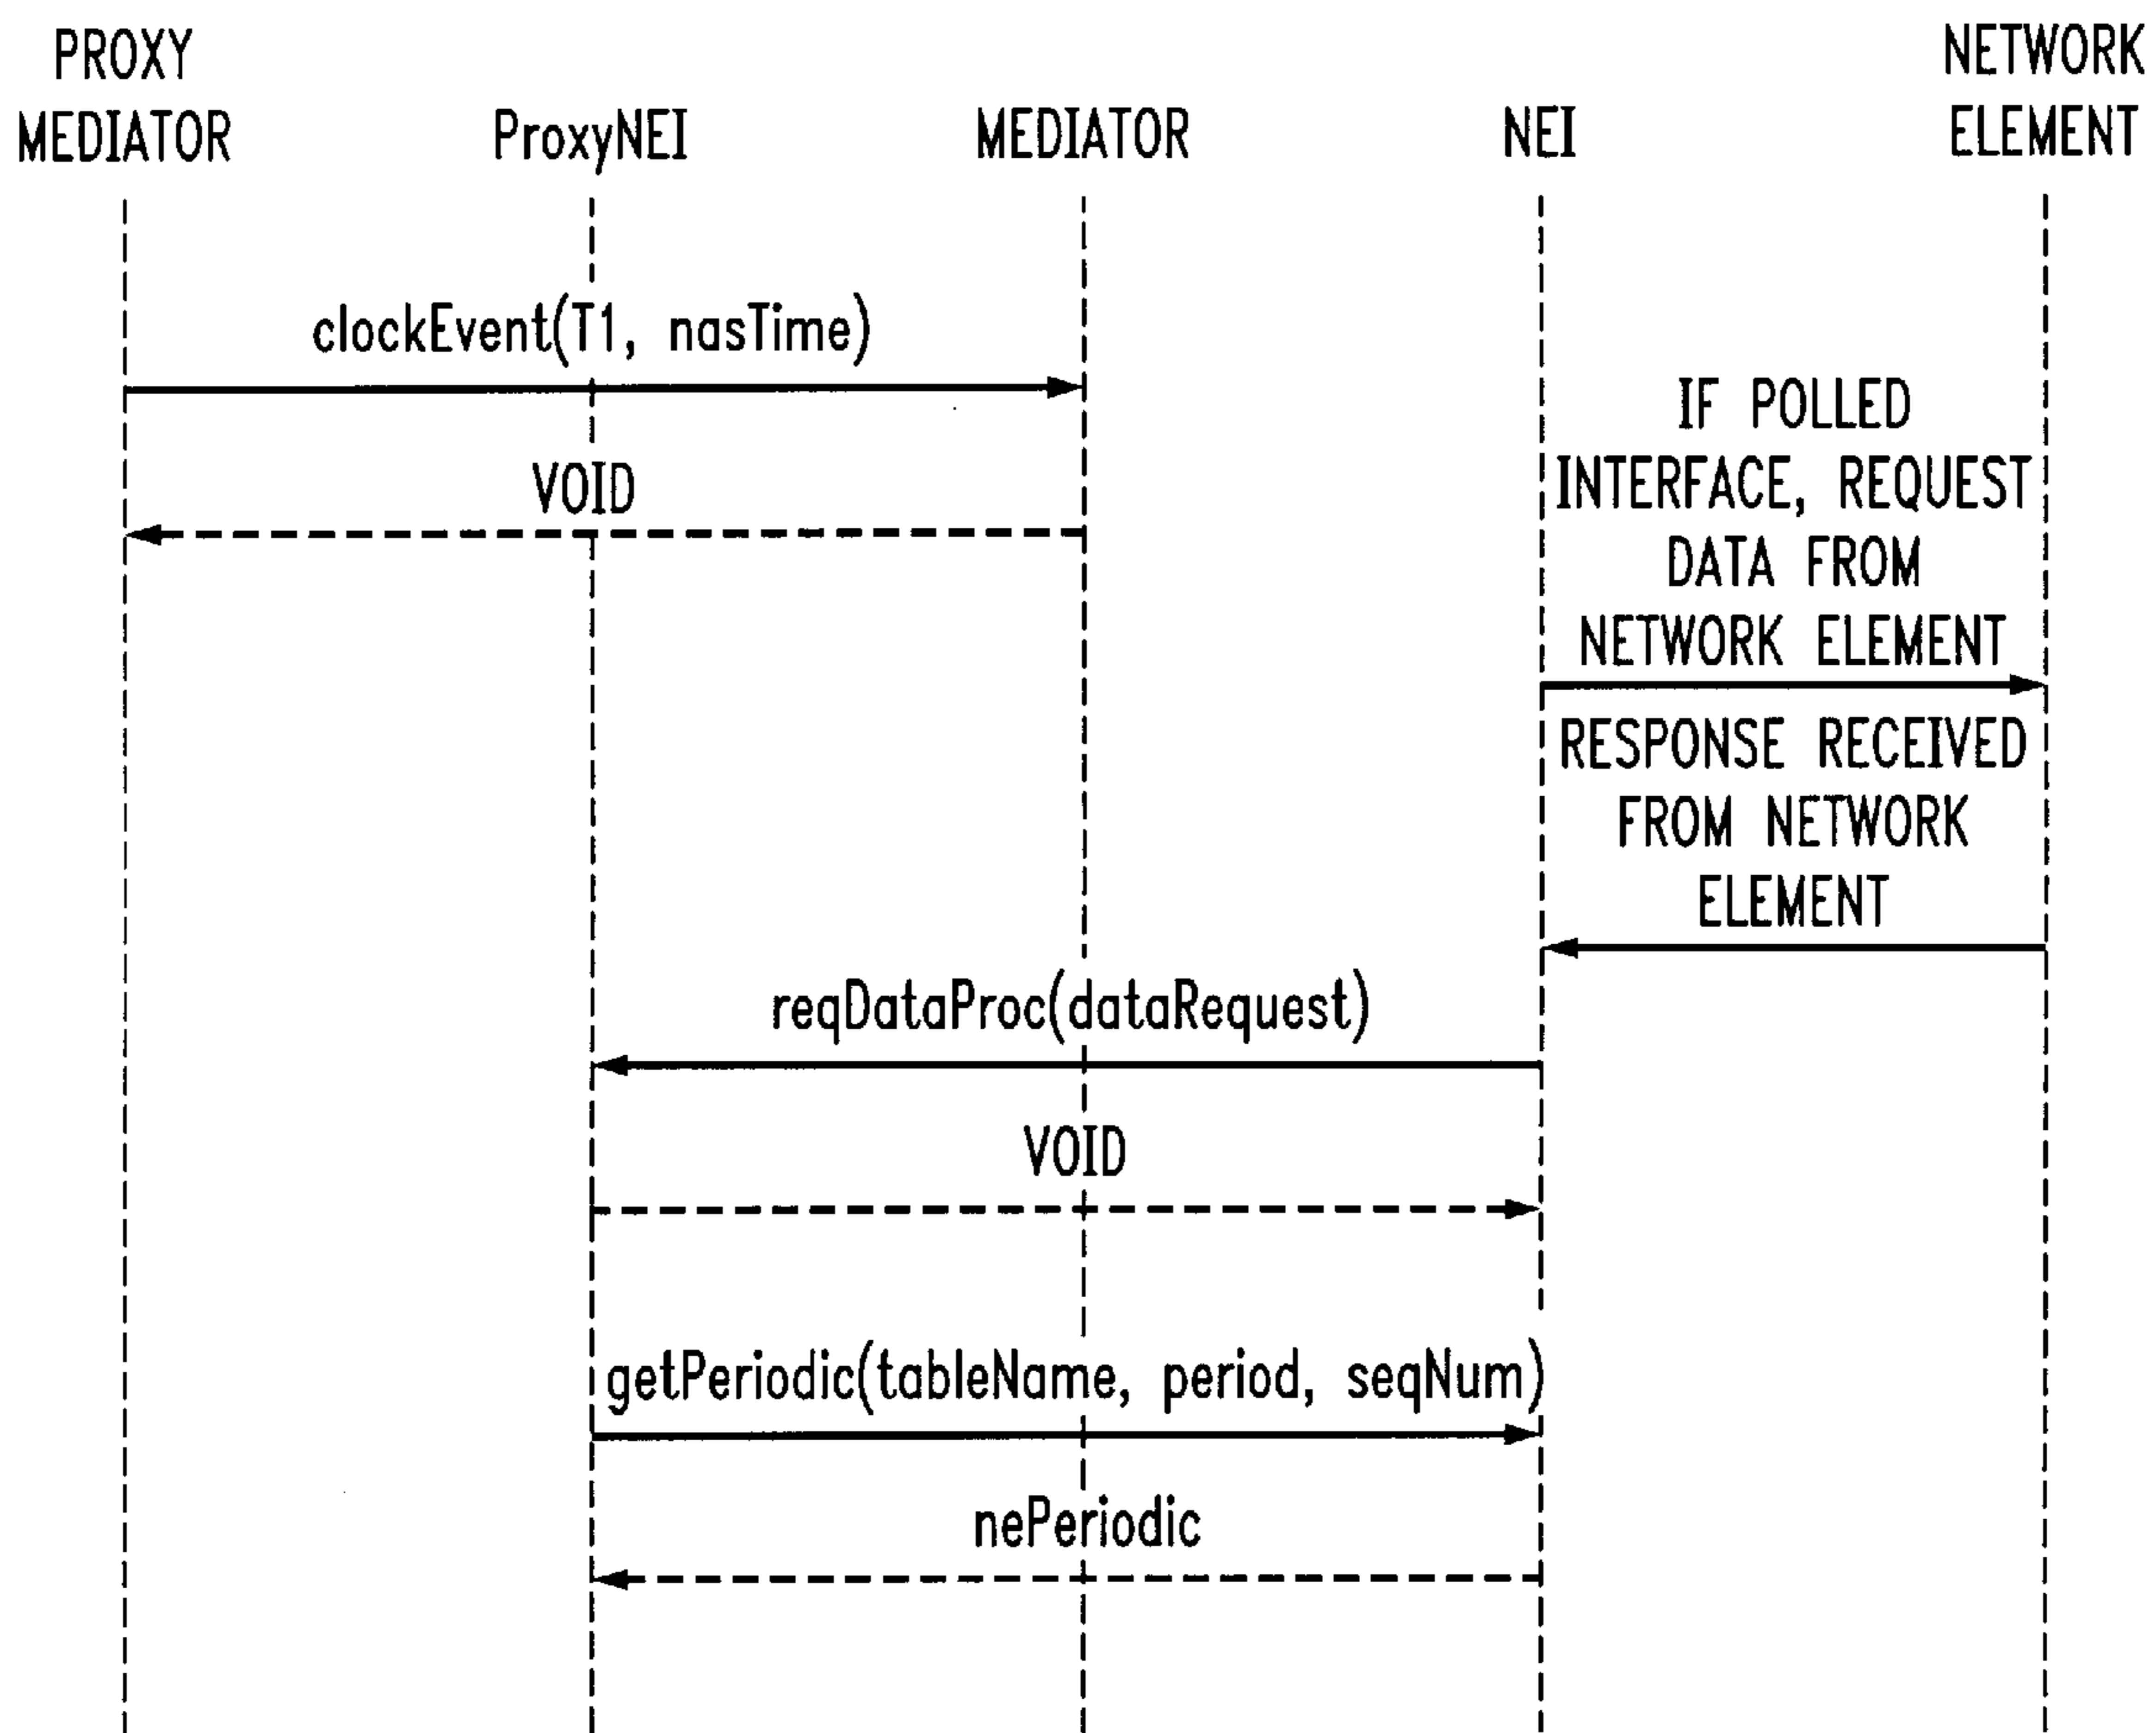 PROXY
MEDIATOR
ProxyNEI
MEDIATOR
NEI
NETWORK
ELEMENT
clockEvent(T1, nasTime)
VOID
IF POLLED
INTERFACE, REQUEST
DATA FROM
NETWORK ELEMENT
RESPONSE RECEIVED
FROM NETWORK
ELEMENT
reqDataProc(dataRequest)
VOID
getPeriodic(tableName, period, seqNum)
nePeriodic